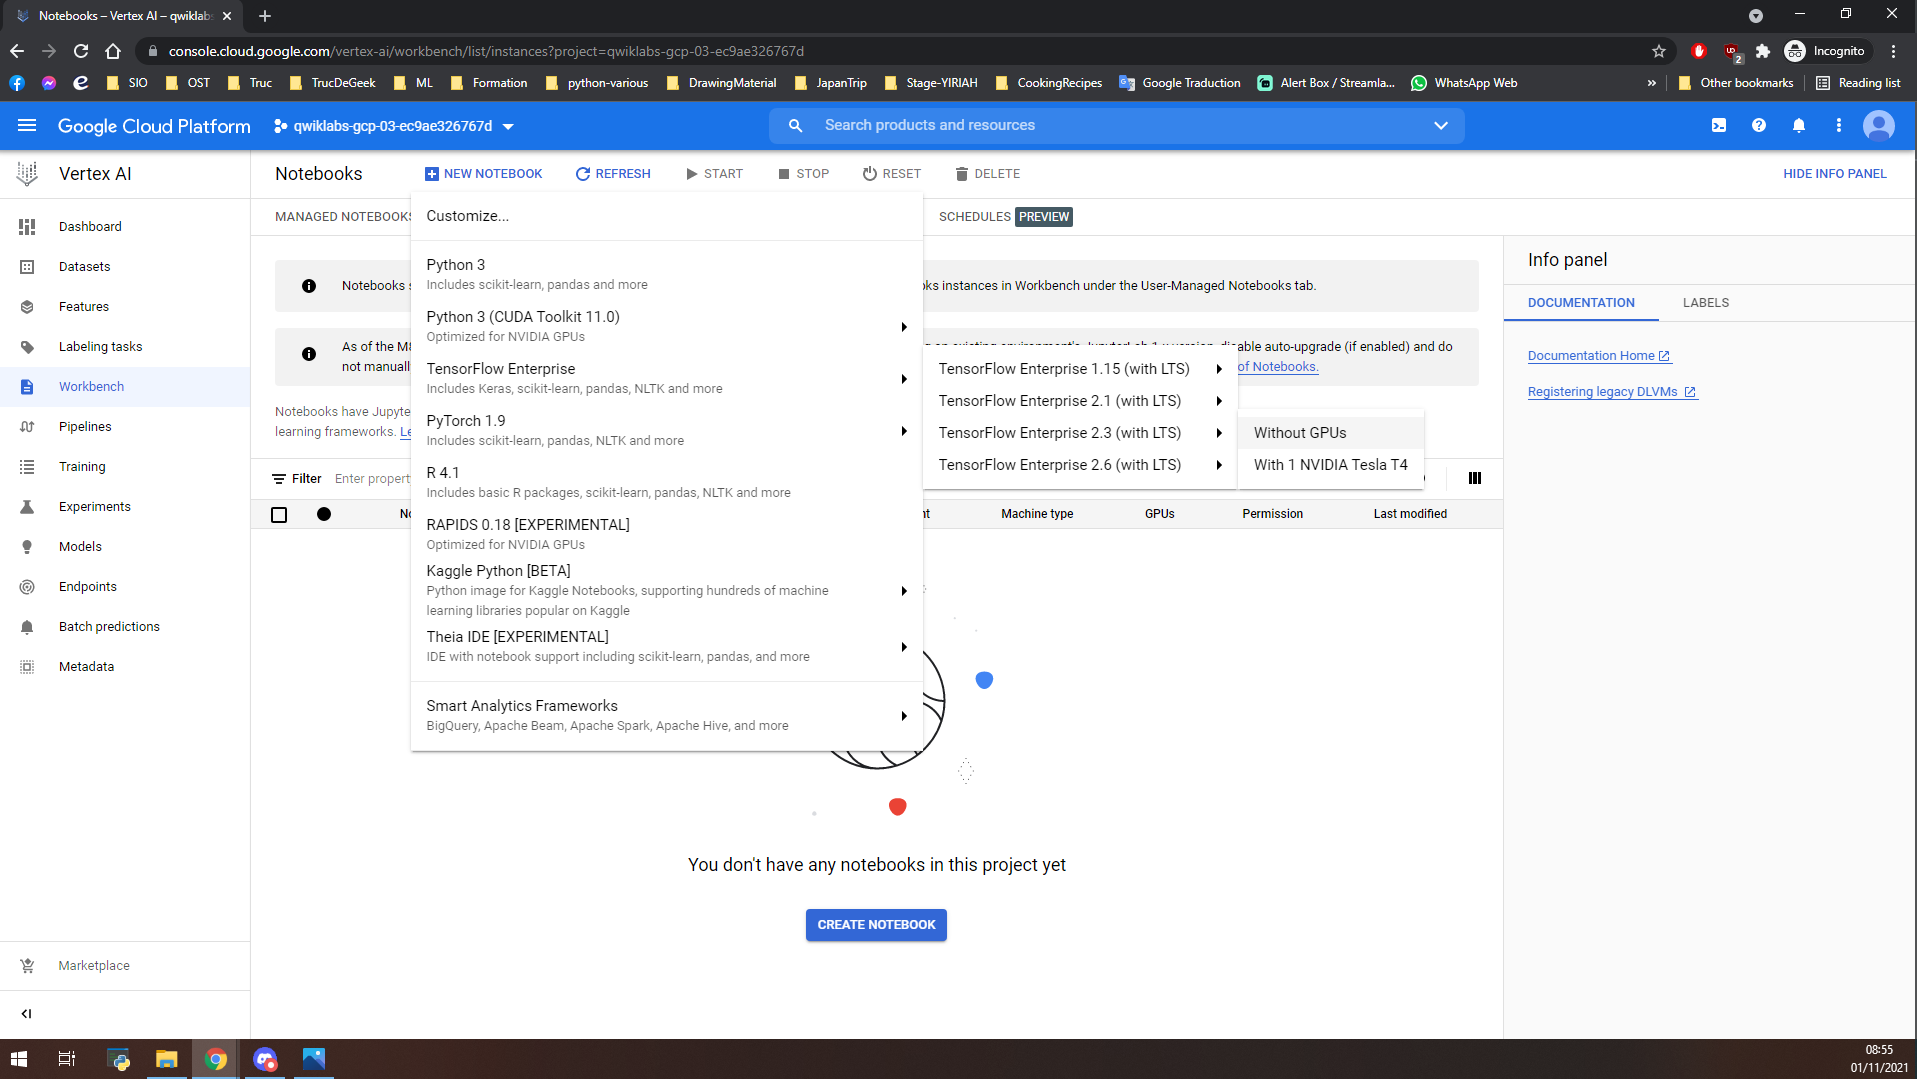 Notebooks – Vertex AI – qwiklabs
console.cloud.google.com/vertex-ai/workbench/list/instances?project=qwiklabs-gcp-03-ec9ae326767d
2
Incognito
SIO
OST
Truc
TrucDeGeek
ML
Formation
python-various
DrawingMaterial
JapanTrip
Stage-YIRIAH
CookingRecipes
Google Traduction
Alert Box / Streamla...
WhatsApp Web
»
Other bookmarks
Reading list
Google Cloud Platform
qwiklabs-gcp-03-ec9ae326767d
Search products and resources
Vertex AI
Notebooks
NEW NOTEBOOK
REFRESH
START
STOP
RESET
DELETE
HIDE INFO PANEL
Dashboard
Datasets
Features
Labeling tasks
Workbench
Pipelines
Training
Experiments
Models
Endpoints
Batch predictions
Metadata
Marketplace
MANAGED NOTEBOOKS
SCHEDULES PREVIEW
Customize...
Python 3
Includes scikit-learn, pandas and more
Python 3 (CUDA Toolkit 11.0)
Optimized for NVIDIA GPUs
TensorFlow Enterprise
Includes Keras, scikit-learn, pandas, NLTK and more
PyTorch 1.9
Includes scikit-learn, pandas, NLTK and more
R 4.1
Includes basic R packages, scikit-learn, pandas, NLTK and more
RAPIDS 0.18 [EXPERIMENTAL]
Optimized for NVIDIA GPUs
Kaggle Python [BETA]
Python image for Kaggle Notebooks, supporting hundreds of machine
learning libraries popular on Kaggle
Theia IDE [EXPERIMENTAL]
IDE with notebook support including scikit-learn, pandas, and more
Smart Analytics Frameworks
BigQuery, Apache Beam, Apache Spark, Apache Hive, and more
TensorFlow Enterprise 1.15 (with LTS)
TensorFlow Enterprise 2.1 (with LTS)
TensorFlow Enterprise 2.3 (with LTS)
TensorFlow Enterprise 2.6 (with LTS)
Without GPUs
With 1 NVIDIA Tesla T4
Notebooks
instances in Workbench under the User-Managed Notebooks tab.
As of the
disable auto-upgrade (if enabled) and do
not
of Notebooks.
Notebooks have
learning frameworks.
Filter
Enter
Machine type
GPUs
Permission
Last modified
You don't have any notebooks in this project yet
CREATE NOTEBOOK
Info panel
DOCUMENTATION
LABELS
Documentation Home
Registering legacy DLVMs
08:55
01/11/2021